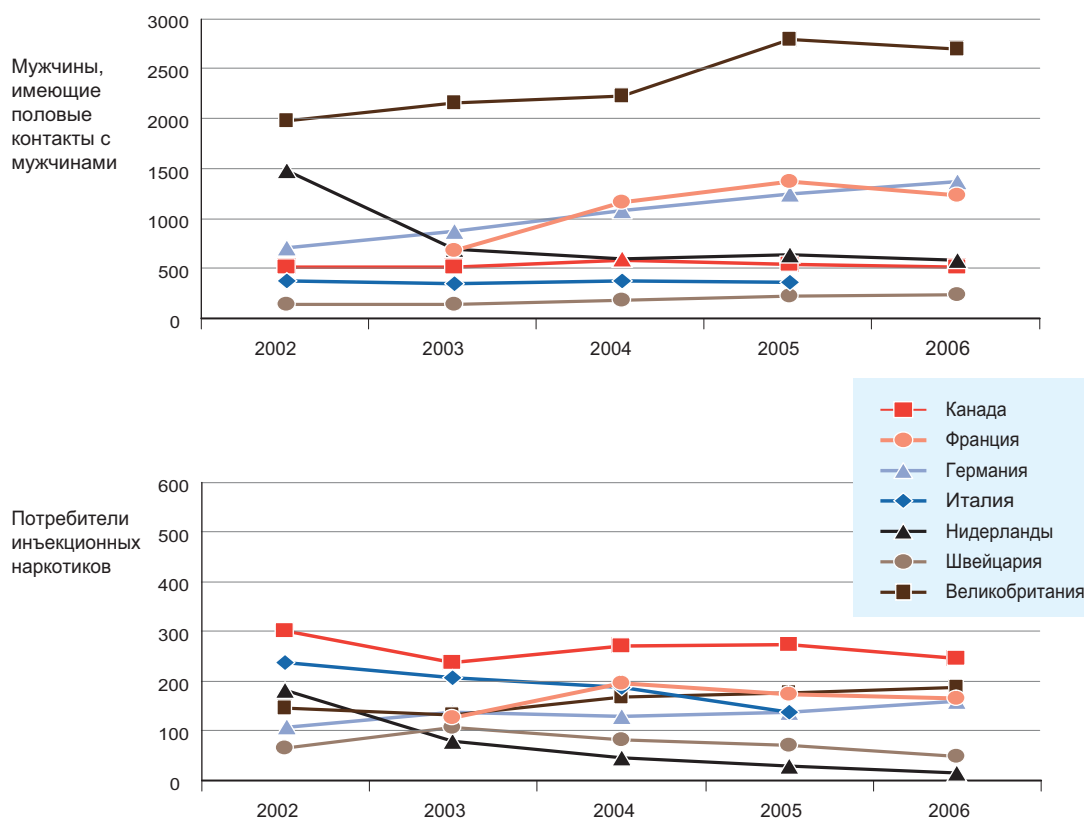 3000
Мужчины,
имеющие
половые
контакты с
мужчинами
2500
2000
1500
1000
500
0
2002 2003 2004 2005 2006
Канада
Франция
Германия
Италия
Нидерланды
Швейцария
Великобритания
600
Потребители
инъекционных
наркотиков
500
400
300
200
100
0
2002 2003 2004 2005 2006